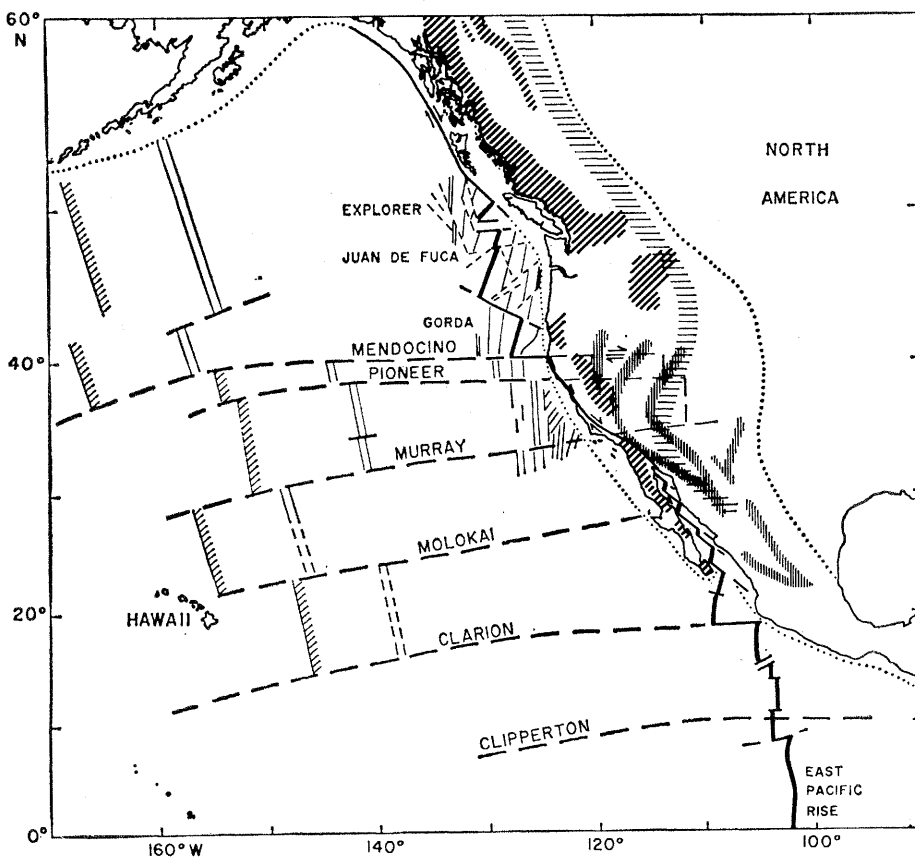 60°
N
NORTH
AMERICA
EXPLORER
JUAN DE FUCA
GORDA
40°
MENDOCINO
PIONEER
MURRAY
MOLOKAI
20°
HAWAII
CLARION
CLIPPERTON
EAST
PACIFIC
RISE
0°
160° W
140°
120°
100°